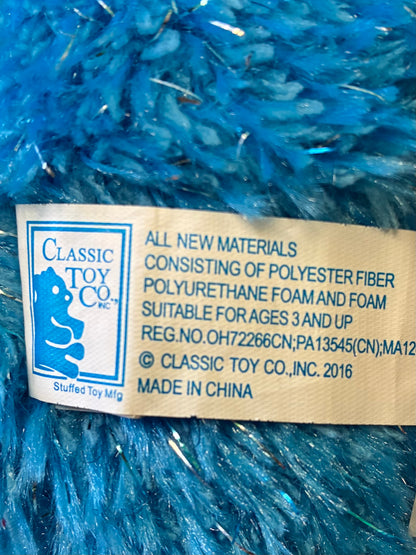 CLASSIC
TOY
CO.,
INC
Stuffed Toy Mfg
ALL NEW MATERIALS
CONSISTING OF POLYESTER FIBER
POLYURETHANE FOAM AND FOAM
SUITABLE FOR AGES 3 AND UP
REG.NO.OH72266CN;PA13545(CN);MA12
© CLASSIC TOY CO.,INC. 2016
MADE IN CHINA